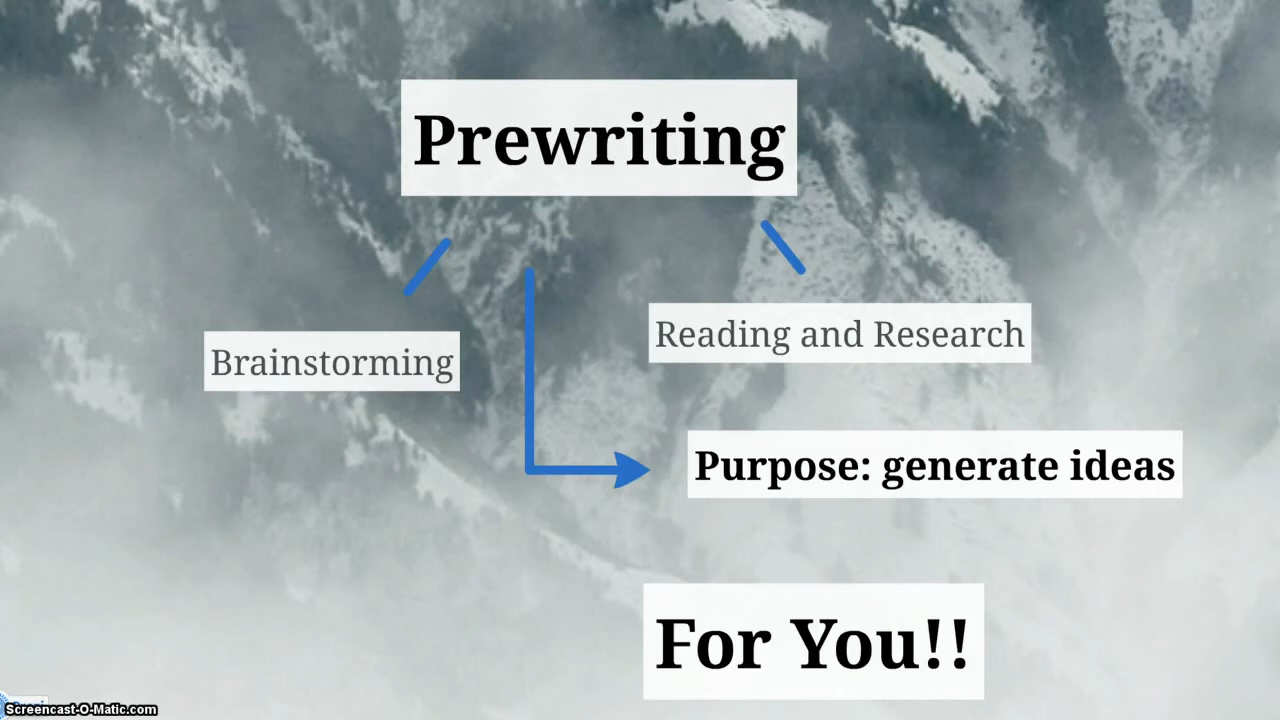 Prewriting
Brainstorming
Reading and Research
Purpose: generate ideas
For You!!
Screencast-O-Matic.com